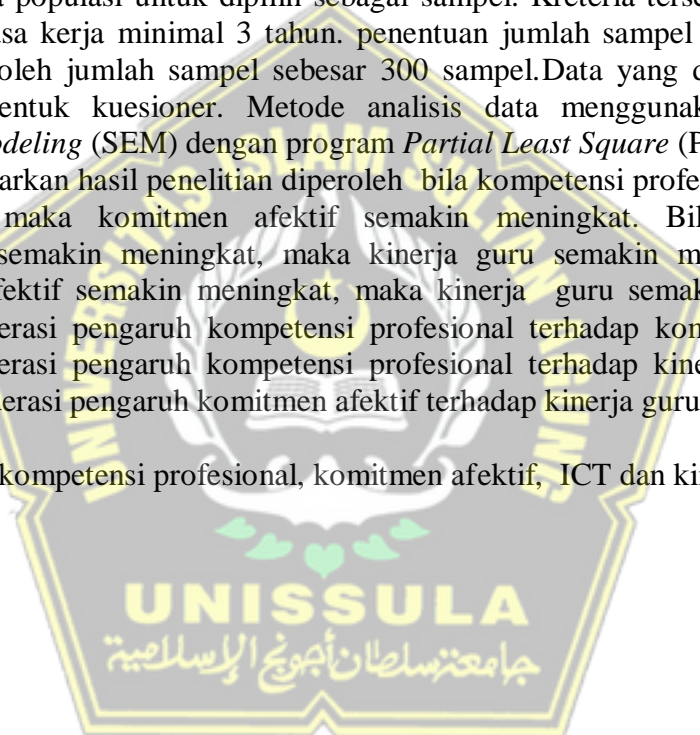 populasi untuk dipilih sebagai sampel. Kreteria terse
sa kerja minimal 3 tahun. penentuan jumlah sampel
oleh jumlah sampel sebesar 300 sampel.Data yang d
entuk kuesioner. Metode analisis data menggunak
odeling (SEM) dengan program Partial Least Square (P
arkan hasil penelitian diperoleh bila kompetensi profe
maka komitmen afektif semakin meningkat. Bil
semakin meningkat, maka kinerja guru semakin m
fektif semakin meningkat, maka kinerja guru semak
erasi pengaruh kompetensi profesional terhadap kom
erasi pengaruh kompetensi profesional terhadap kine
erasi pengaruh komitmen afektif terhadap kinerja guru
kompetensi profesional, komitmen afektif, ICT dan ki
UNIVERSITAS ISLAM SULTAN AGUNG
UNISSULA
جامعة سلطان أجونج الإسلامية